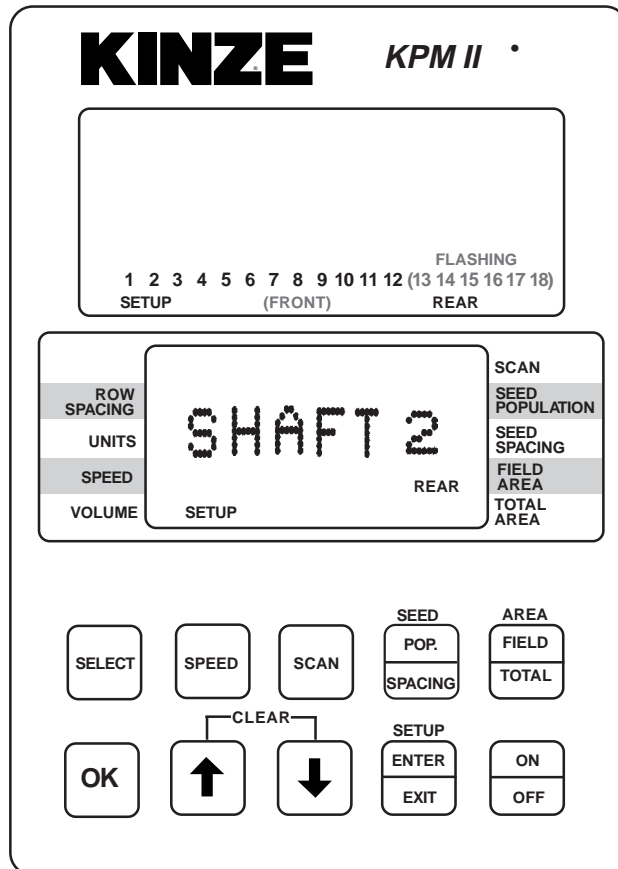 KINZE KPM II
FLASHING
1 2 3 4 5 6 7 8 9 10 11 12 (13 14 15 16 17 18)
SETUP (FRONT) REAR
ROW
SPACING
UNITS
SPEED
VOLUME
SHAFT 2
REAR
SETUP
SCAN
SEED
POPULATION
SEED
SPACING
FIELD
AREA
TOTAL
AREA
SELECT
SPEED
SCAN
SEED
POP.
SPACING
AREA
FIELD
TOTAL
CLEAR
OK
SETUP
ENTER
EXIT
ON
OFF